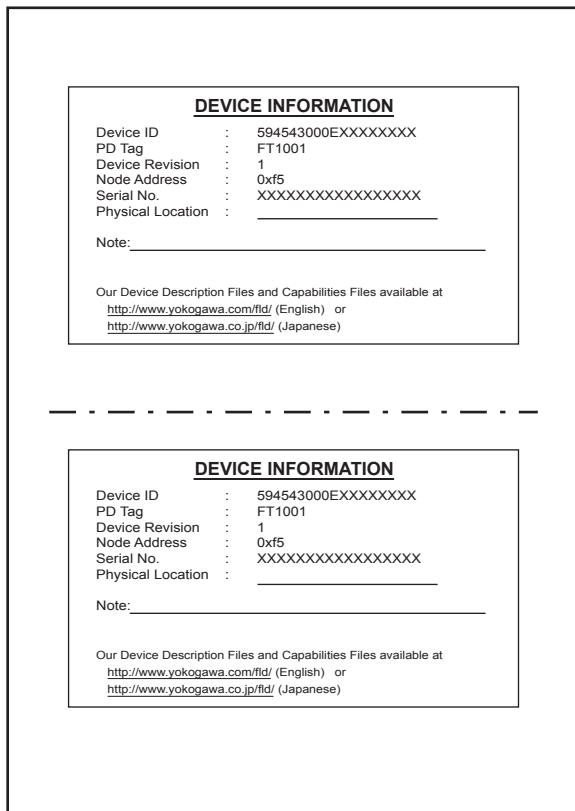 DEVICE INFORMATION
Device ID : 594543000EXXXXXXXX
PD Tag : FT1001
Device Revision : 1
Node Address : 0xf5
Serial No. : XXXXXXXXXXXXXXXXX
Physical Location :
Note:
Our Device Description Files and Capabilities Files available at
http://www.yokogawa.com/fld/ (English) or
http://www.yokogawa.co.jp/fld/ (Japanese)
DEVICE INFORMATION
Device ID : 594543000EXXXXXXXX
PD Tag : FT1001
Device Revision : 1
Node Address : 0xf5
Serial No. : XXXXXXXXXXXXXXXXX
Physical Location :
Note:
Our Device Description Files and Capabilities Files available at
http://www.yokogawa.com/fld/ (English) or
http://www.yokogawa.co.jp/fld/ (Japanese)